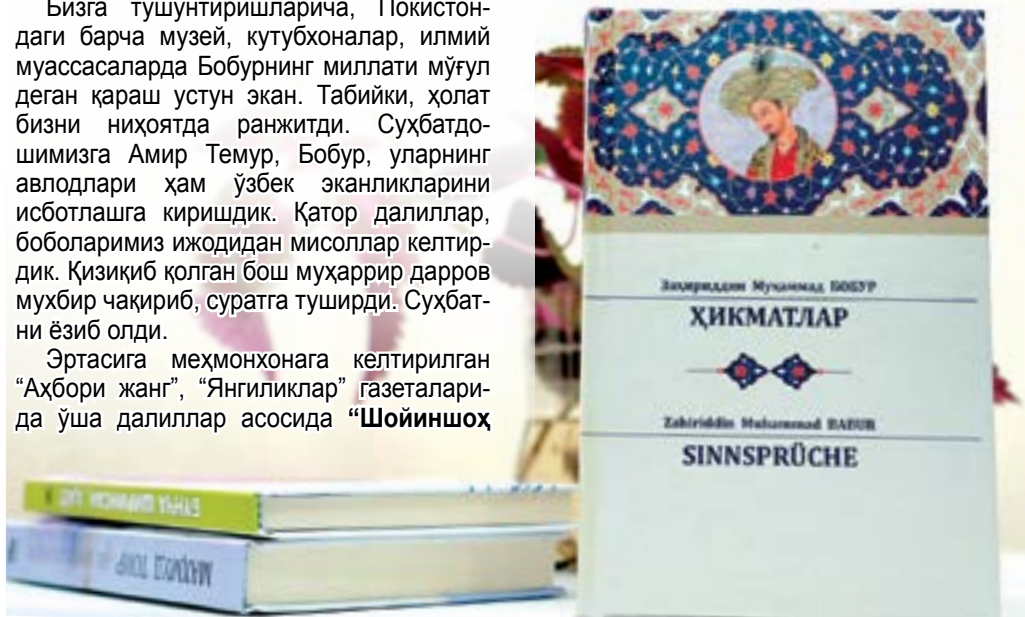 Бизга тушунтиришларича, Покистон-
даги барча музей, кутубхоналар, илмий
муассасаларда Бобурнинг миллати мўғул
деган қараш устун экан. Табийки, ҳолат
бизни ниҳоятда ранжитди. Суҳбатдо-
шимизга Амир Темур, Бобур, уларнинг
авлодлари ҳам ўзбек эканликларини
исботлашга киришдик. Қатор далиллар,
боболаримиз ижодидан мисоллар келтир-
дик. Қизиқиб қолган бош муҳаррир дарров
мухбир чақириб, суратга туширди. Суҳбат-
ни ёзиб олди.
Эртасига меҳмонхонага келтирилган
“Аҳбори жанг”, “Янгиликлар” газеталари-
да ўша далиллар асосида “Шойиншоҳ
Заҳириддин Муҳаммад БОБУР
ҲИКМАТЛАР
Zahiriddin Muhammad BABUR
SINNSPRÜCHE